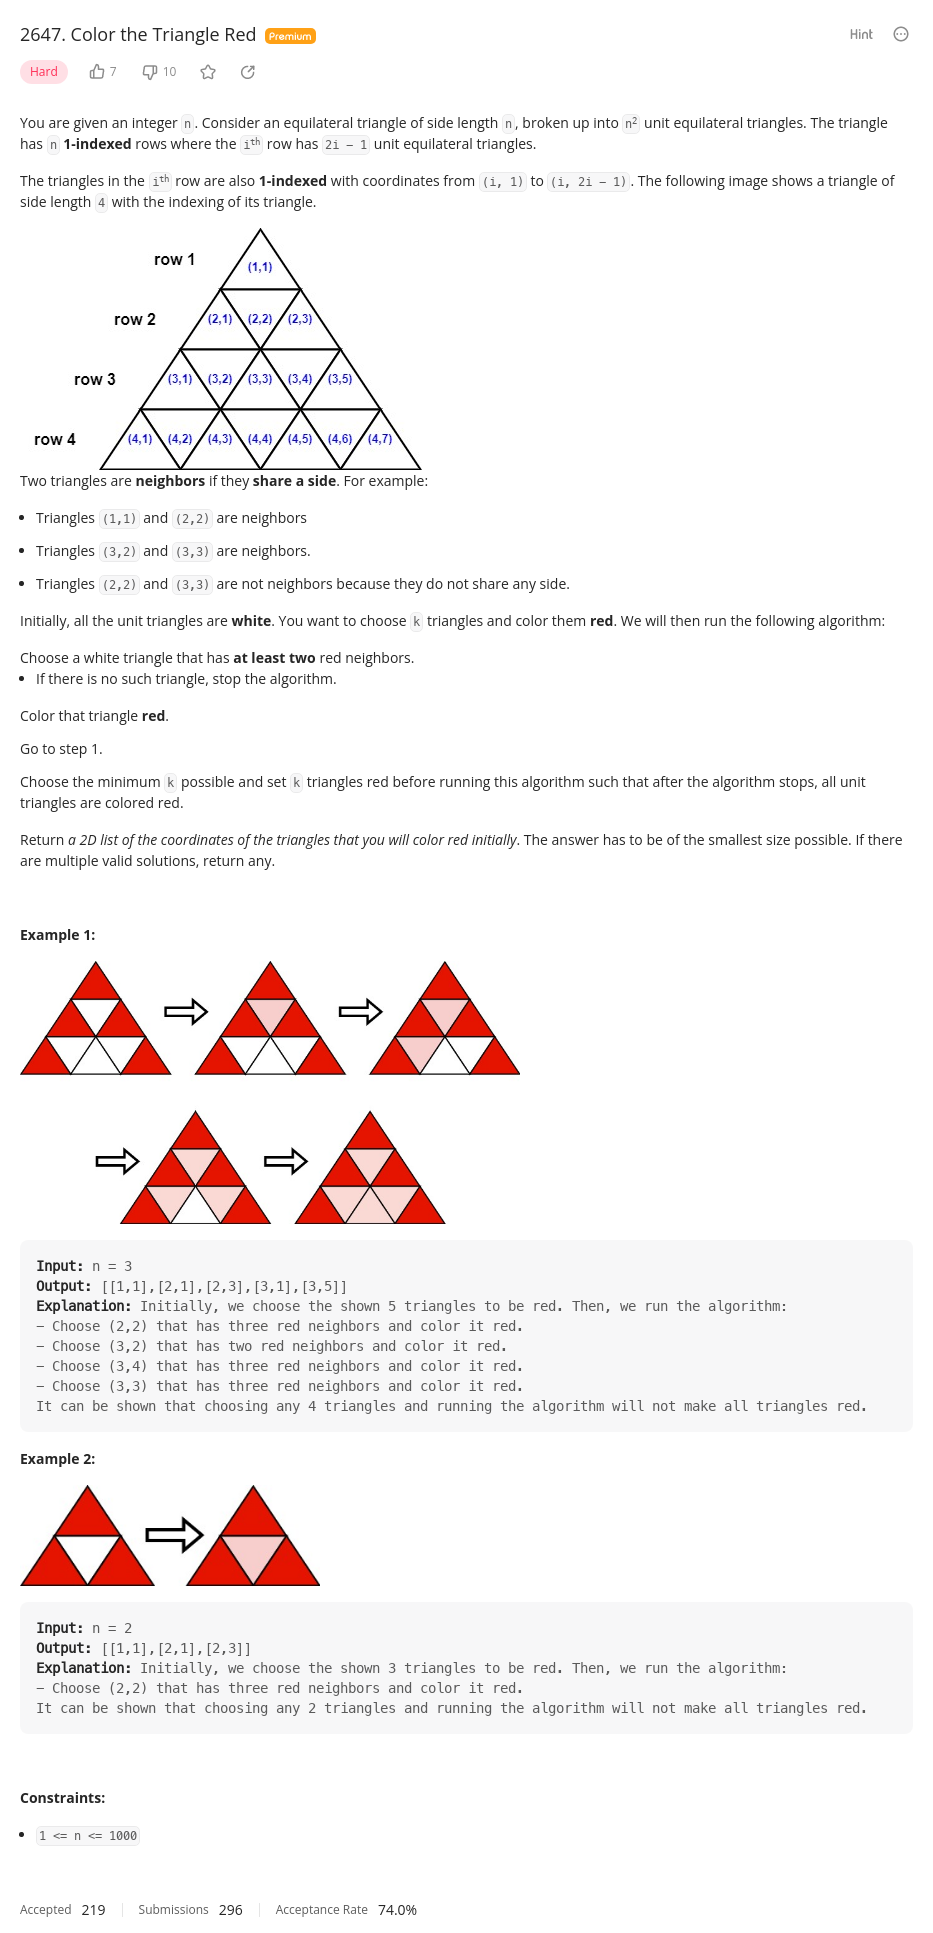 2647. Color the Triangle Red Premium
Hint
Hard 7 10
You are given an integer n. Consider an equilateral triangle of side length n, broken up into n² unit equilateral triangles. The triangle
has n 1-indexed rows where the iᵗʰ row has 2i − 1 unit equilateral triangles.
The triangles in the iᵗʰ row are also 1-indexed with coordinates from (i, 1) to (i, 2i − 1). The following image shows a triangle of
side length 4 with the indexing of its triangle.
row 1 (1,1)
row 2 (2,1) (2,2) (2,3)
row 3 (3,1) (3,2) (3,3) (3,4) (3,5)
row 4 (4,1) (4,2) (4,3) (4,4) (4,5) (4,6) (4,7)
Two triangles are neighbors if they share a side. For example:
• Triangles (1,1) and (2,2) are neighbors
• Triangles (3,2) and (3,3) are neighbors.
• Triangles (2,2) and (3,3) are not neighbors because they do not share any side.
Initially, all the unit triangles are white. You want to choose k triangles and color them red. We will then run the following algorithm:
Choose a white triangle that has at least two red neighbors.
• If there is no such triangle, stop the algorithm.
Color that triangle red.
Go to step 1.
Choose the minimum k possible and set k triangles red before running this algorithm such that after the algorithm stops, all unit
triangles are colored red.
Return a 2D list of the coordinates of the triangles that you will color red initially. The answer has to be of the smallest size possible. If there
are multiple valid solutions, return any.
Example 1:
Input: n = 3
Output: [[1,1],[2,1],[2,3],[3,1],[3,5]]
Explanation: Initially, we choose the shown 5 triangles to be red. Then, we run the algorithm:
− Choose (2,2) that has three red neighbors and color it red.
− Choose (3,2) that has two red neighbors and color it red.
− Choose (3,4) that has three red neighbors and color it red.
− Choose (3,3) that has three red neighbors and color it red.
It can be shown that choosing any 4 triangles and running the algorithm will not make all triangles red.
Example 2:
Input: n = 2
Output: [[1,1],[2,1],[2,3]]
Explanation: Initially, we choose the shown 3 triangles to be red. Then, we run the algorithm:
− Choose (2,2) that has three red neighbors and color it red.
It can be shown that choosing any 2 triangles and running the algorithm will not make all triangles red.
Constraints:
• 1 <= n <= 1000
Accepted 219 Submissions 296 Acceptance Rate 74.0%